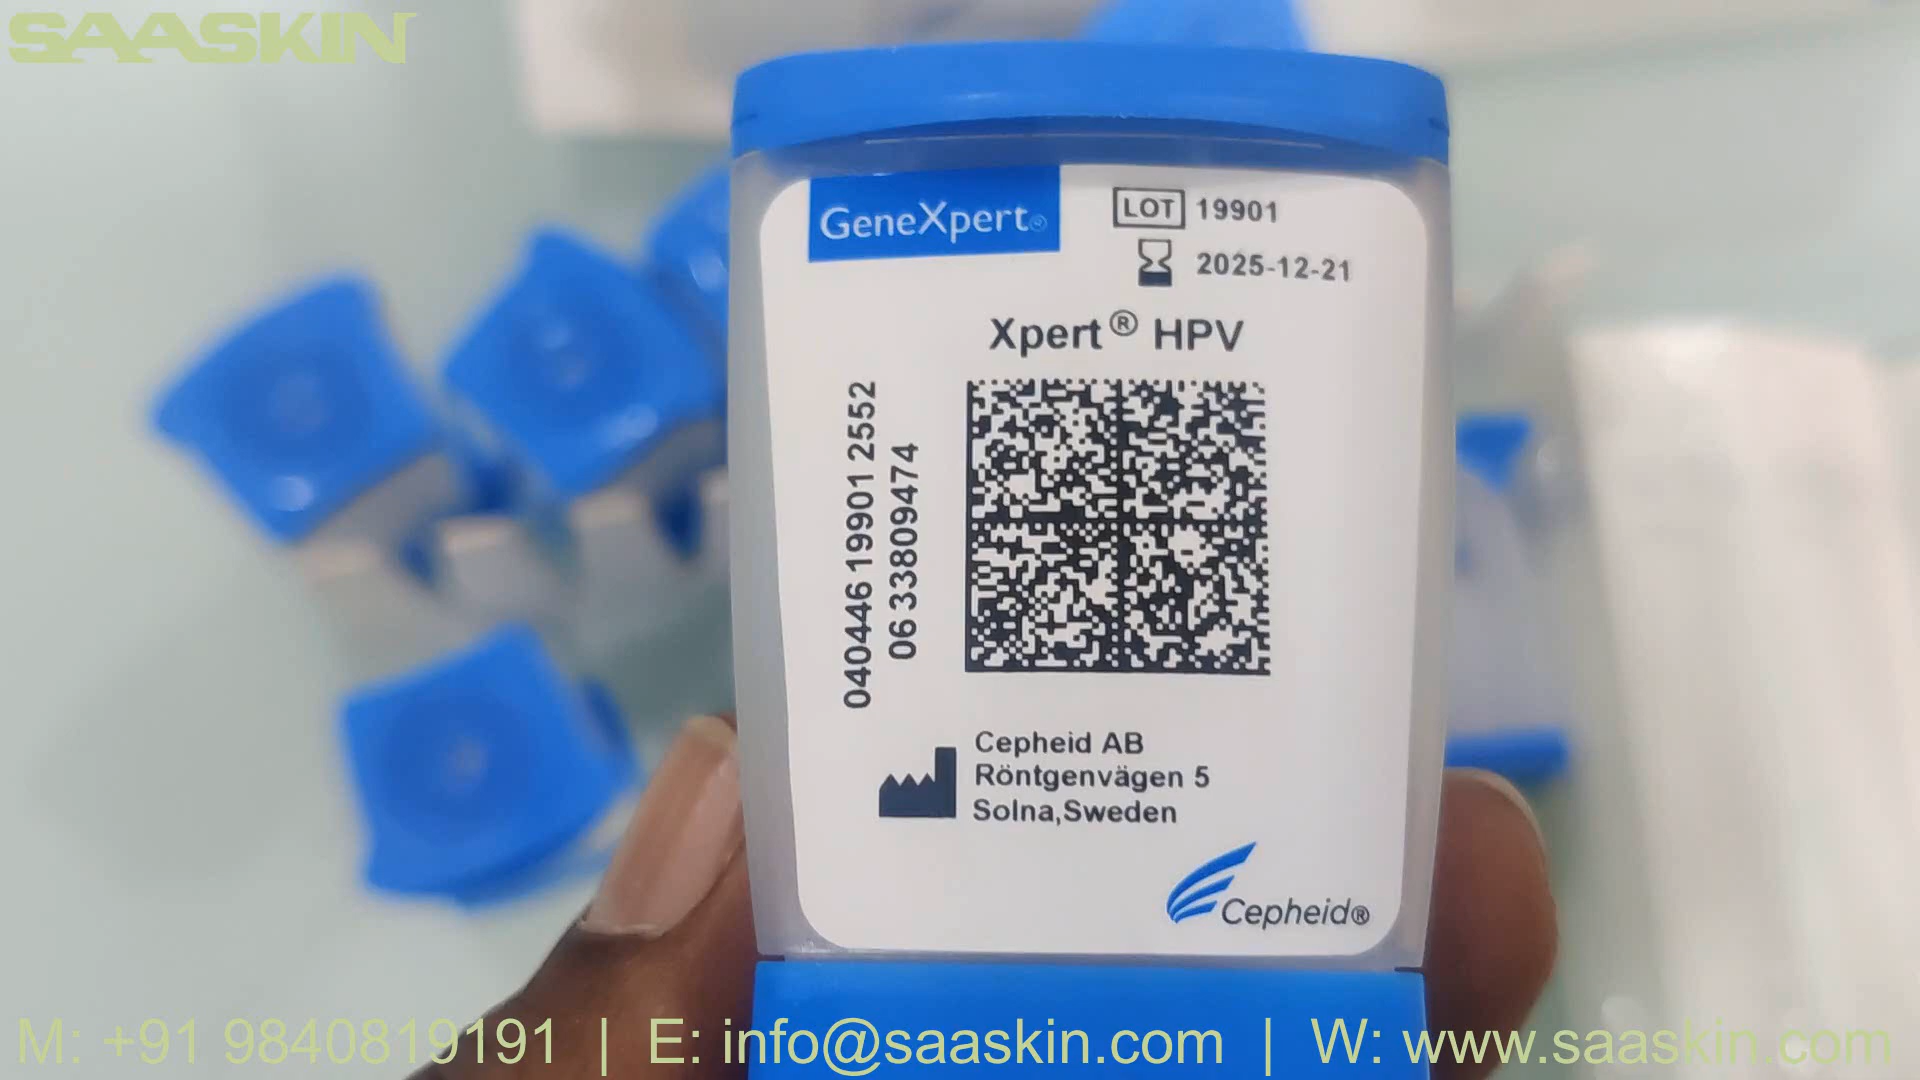 SAASKIN
GeneXpert®
LOT 19901
2025-12-21
Xpert® HPV
040446 19901 2552
06 33809474
Cepheid AB
Röntgenvägen 5
Solna,Sweden
Cepheid®
M: +91 9840819191 | E: info@saaskin.com | W: www.saaskin.com